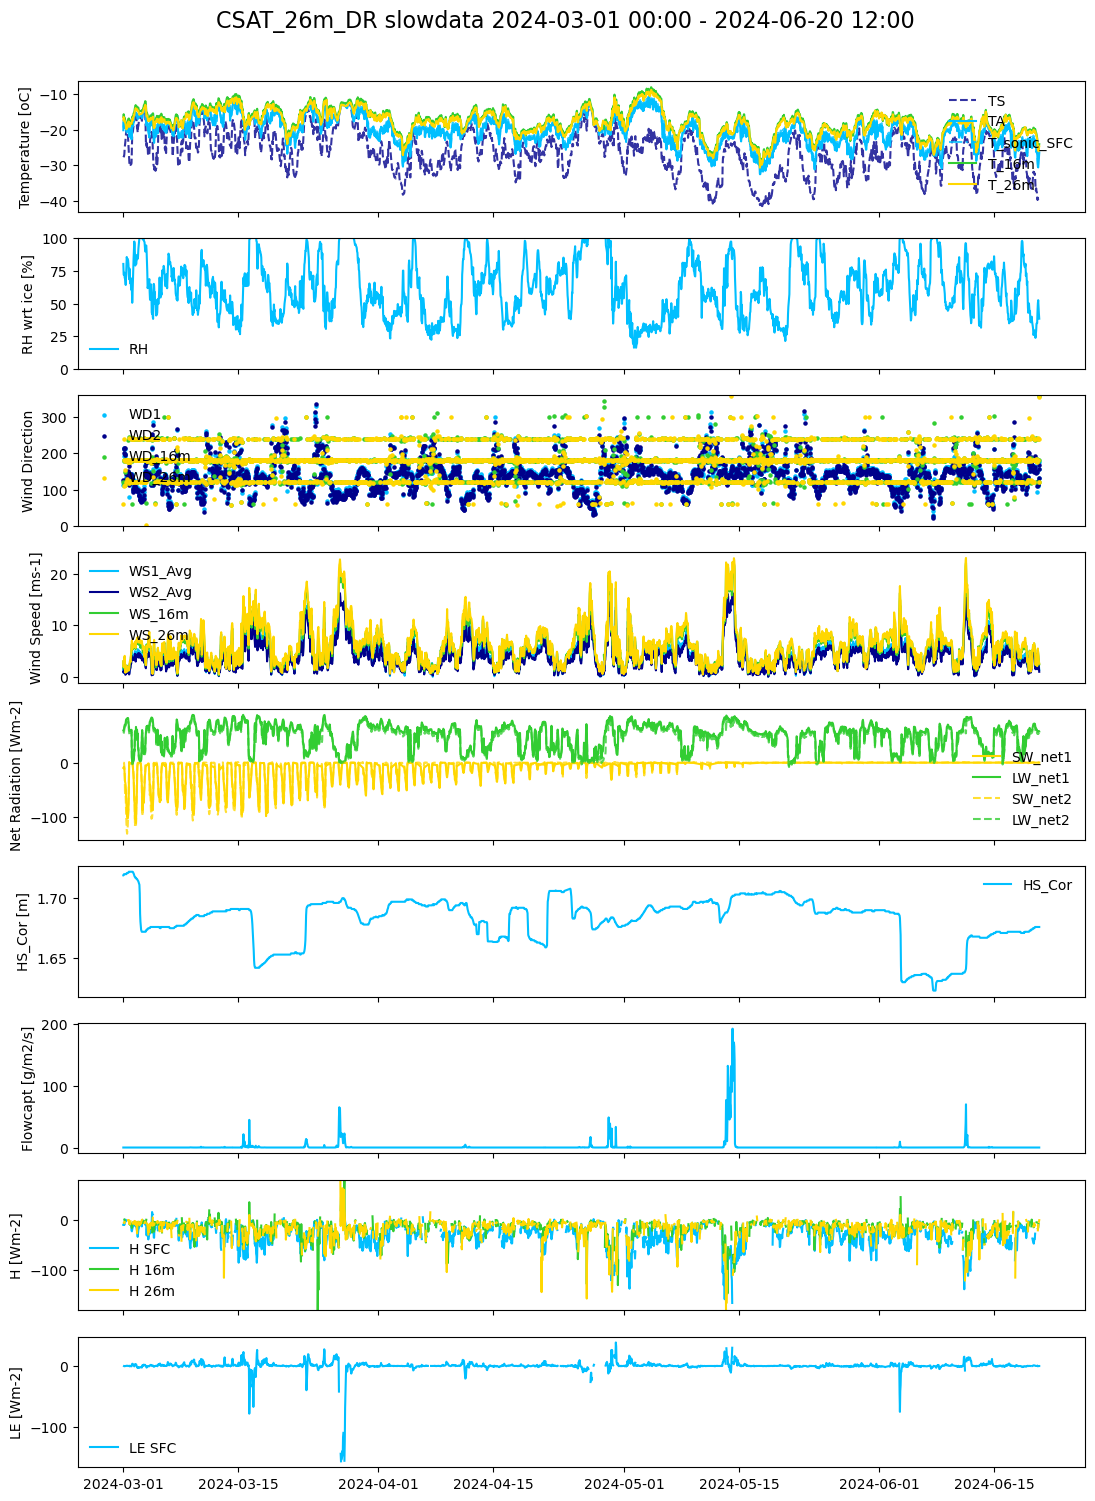 CSAT_26m_DR slowdata 2024-03-01 00:00 - 2024-06-20 12:00
Temperature [oC]
−10
−20
−30
−40
TS
TA
T_sonic_SFC
T_16m
T_26m
RH wrt ice [%]
100
75
50
25
0
RH
Wind Direction
300
200
100
0
WD1
WD2
WD_16m
WD_26m
Wind Speed [ms-1]
20
10
0
WS1_Avg
WS2_Avg
WS_16m
WS_26m
Net Radiation [Wm-2]
0
−100
SW_net1
LW_net1
SW_net2
LW_net2
HS_Cor [m]
1.70
1.65
HS_Cor
Flowcapt [g/m2/s]
200
100
0
H [Wm-2]
0
−100
H SFC
H 16m
H 26m
LE [Wm-2]
0
−100
LE SFC
2024-03-01 2024-03-15 2024-04-01 2024-04-15 2024-05-01 2024-05-15 2024-06-01 2024-06-15